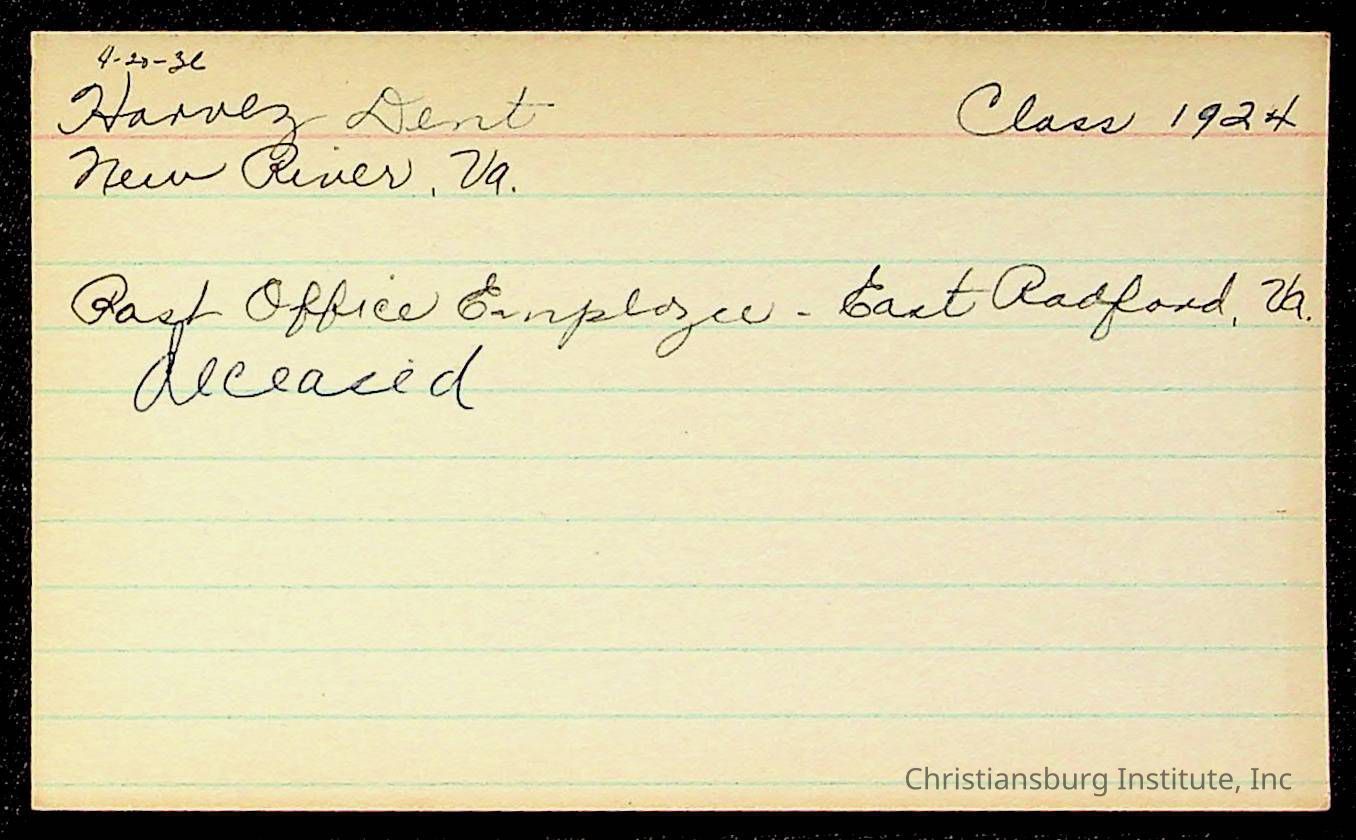 4-20-36
Harvey Dent Class 1924
New River, Va.
Post Office Employee - East Radford, Va.
deceased
Christiansburg Institute, Inc